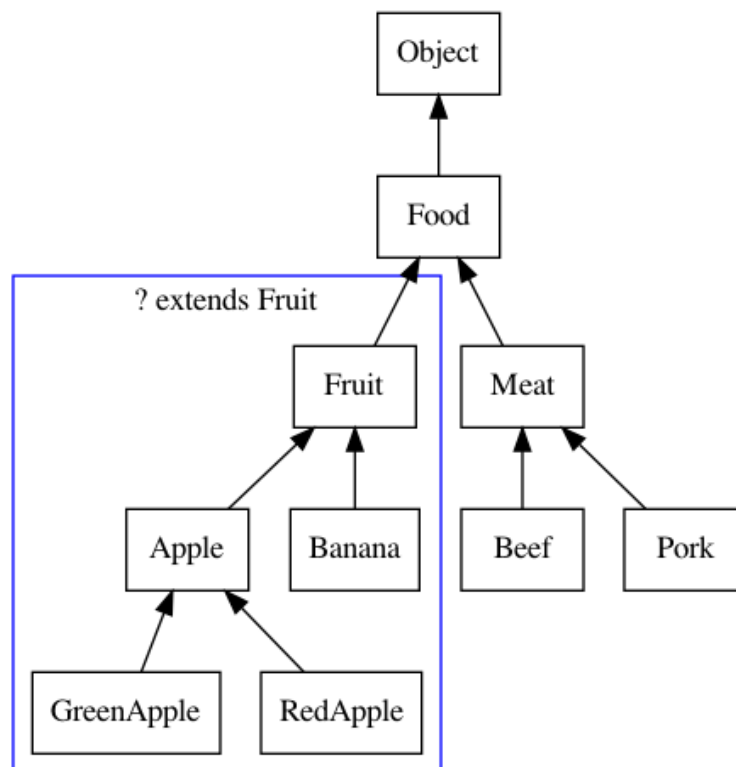 Object
Food
? extends Fruit
Fruit
Meat
Apple
Banana
Beef
Pork
GreenApple
RedApple